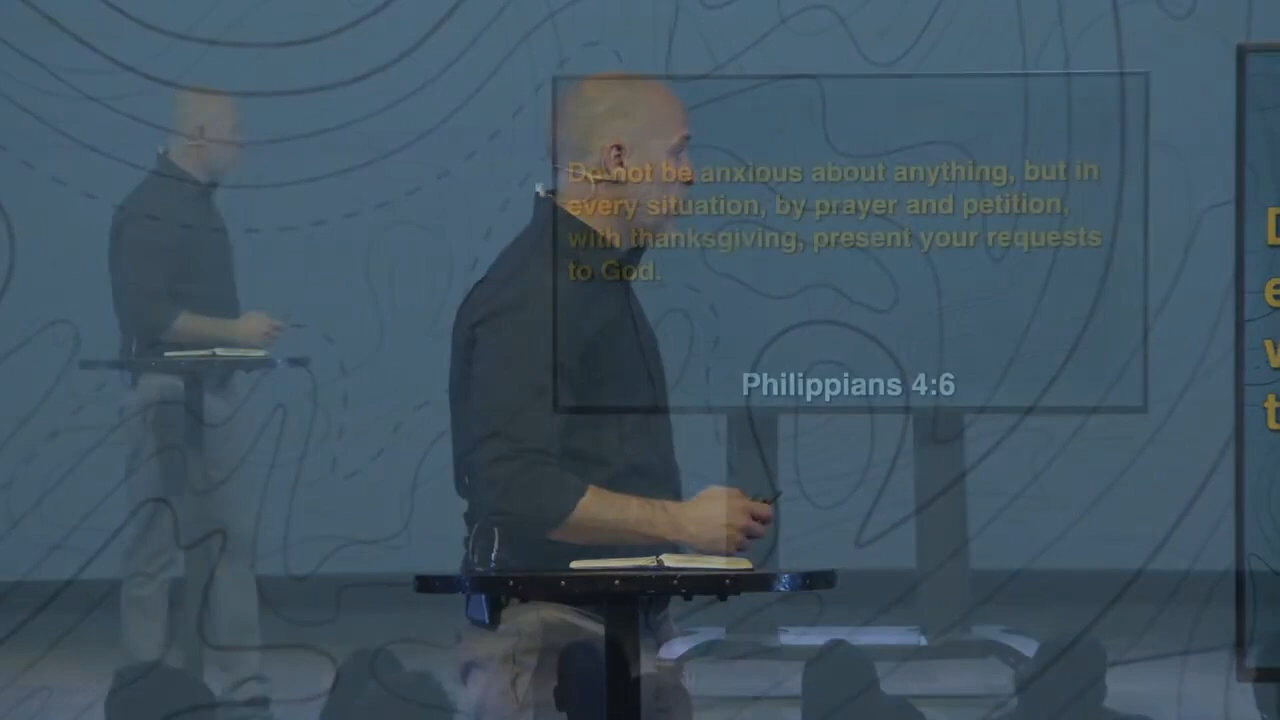 Do not be anxious about anything, but in
every situation, by prayer and petition,
with thanksgiving, present your requests
to God.
Philippians 4:6